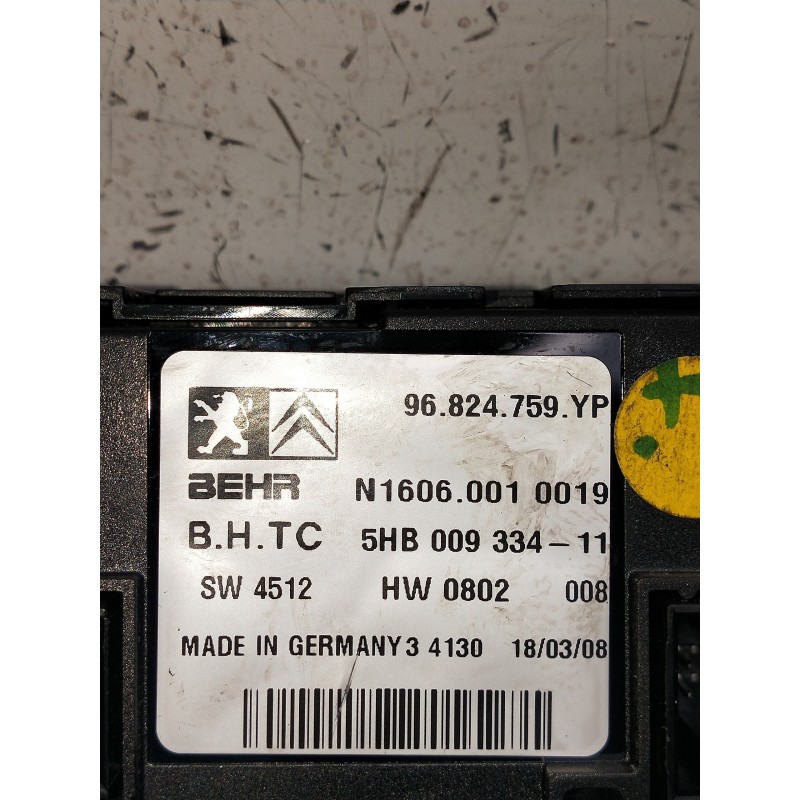 96.824.759.YP
BEHR N1606.001 0019
B.H.TC 5HB 009 334-11
SW 4512 HW 0802 008
MADE IN GERMANY 3 4130 18/03/08